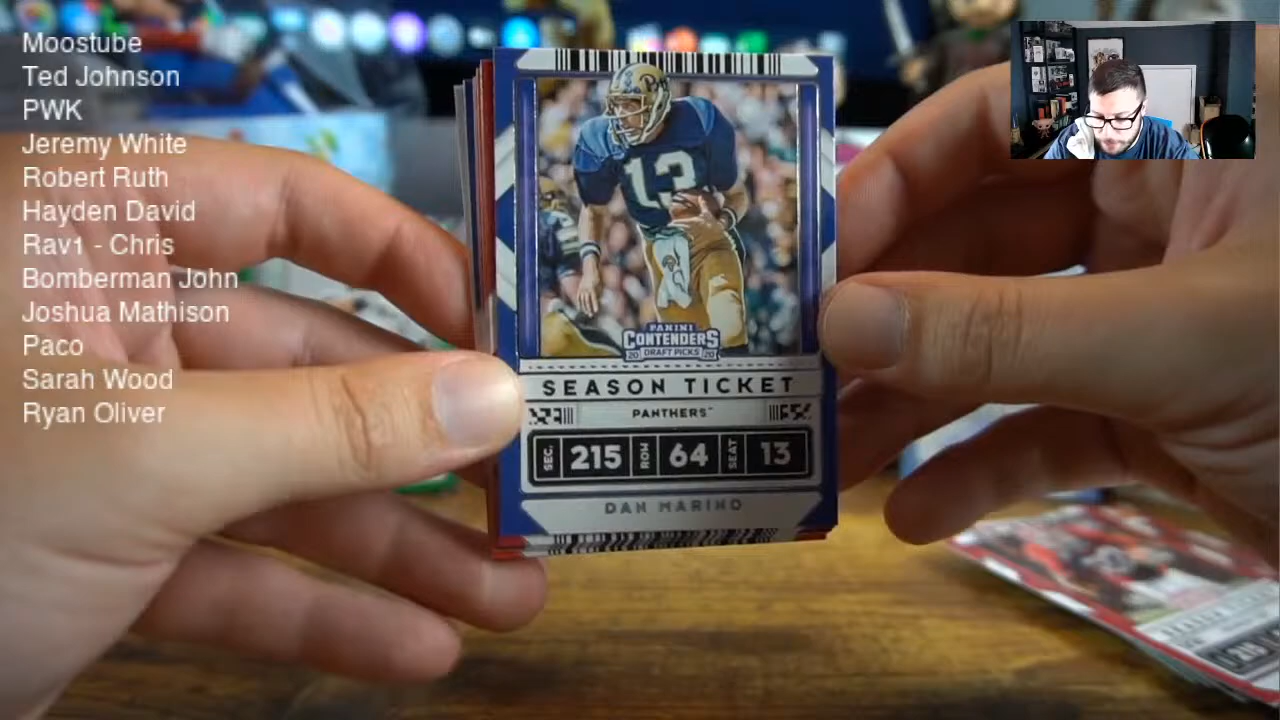 Moostube
Ted Johnson
PWK
Jeremy White
Robert Ruth
Hayden David
Rav1 - Chris
Bomberman John
Joshua Mathison
Paco
Sarah Wood
Ryan Oliver
13
PANINI
CONTENDERS
20 DRAFT PICKS 20
SEASON TICKET
PANTHERS™
SEC. 215 ROW 64 SEAT 13
DAN MARINO